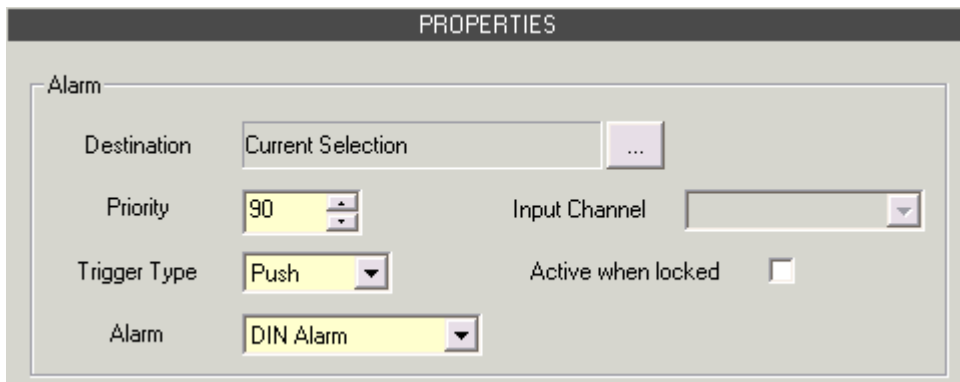 PROPERTIES
Alarm
Destination Current Selection ...
Priority 90 Input Channel
Trigger Type Push Active when locked
Alarm DIN Alarm